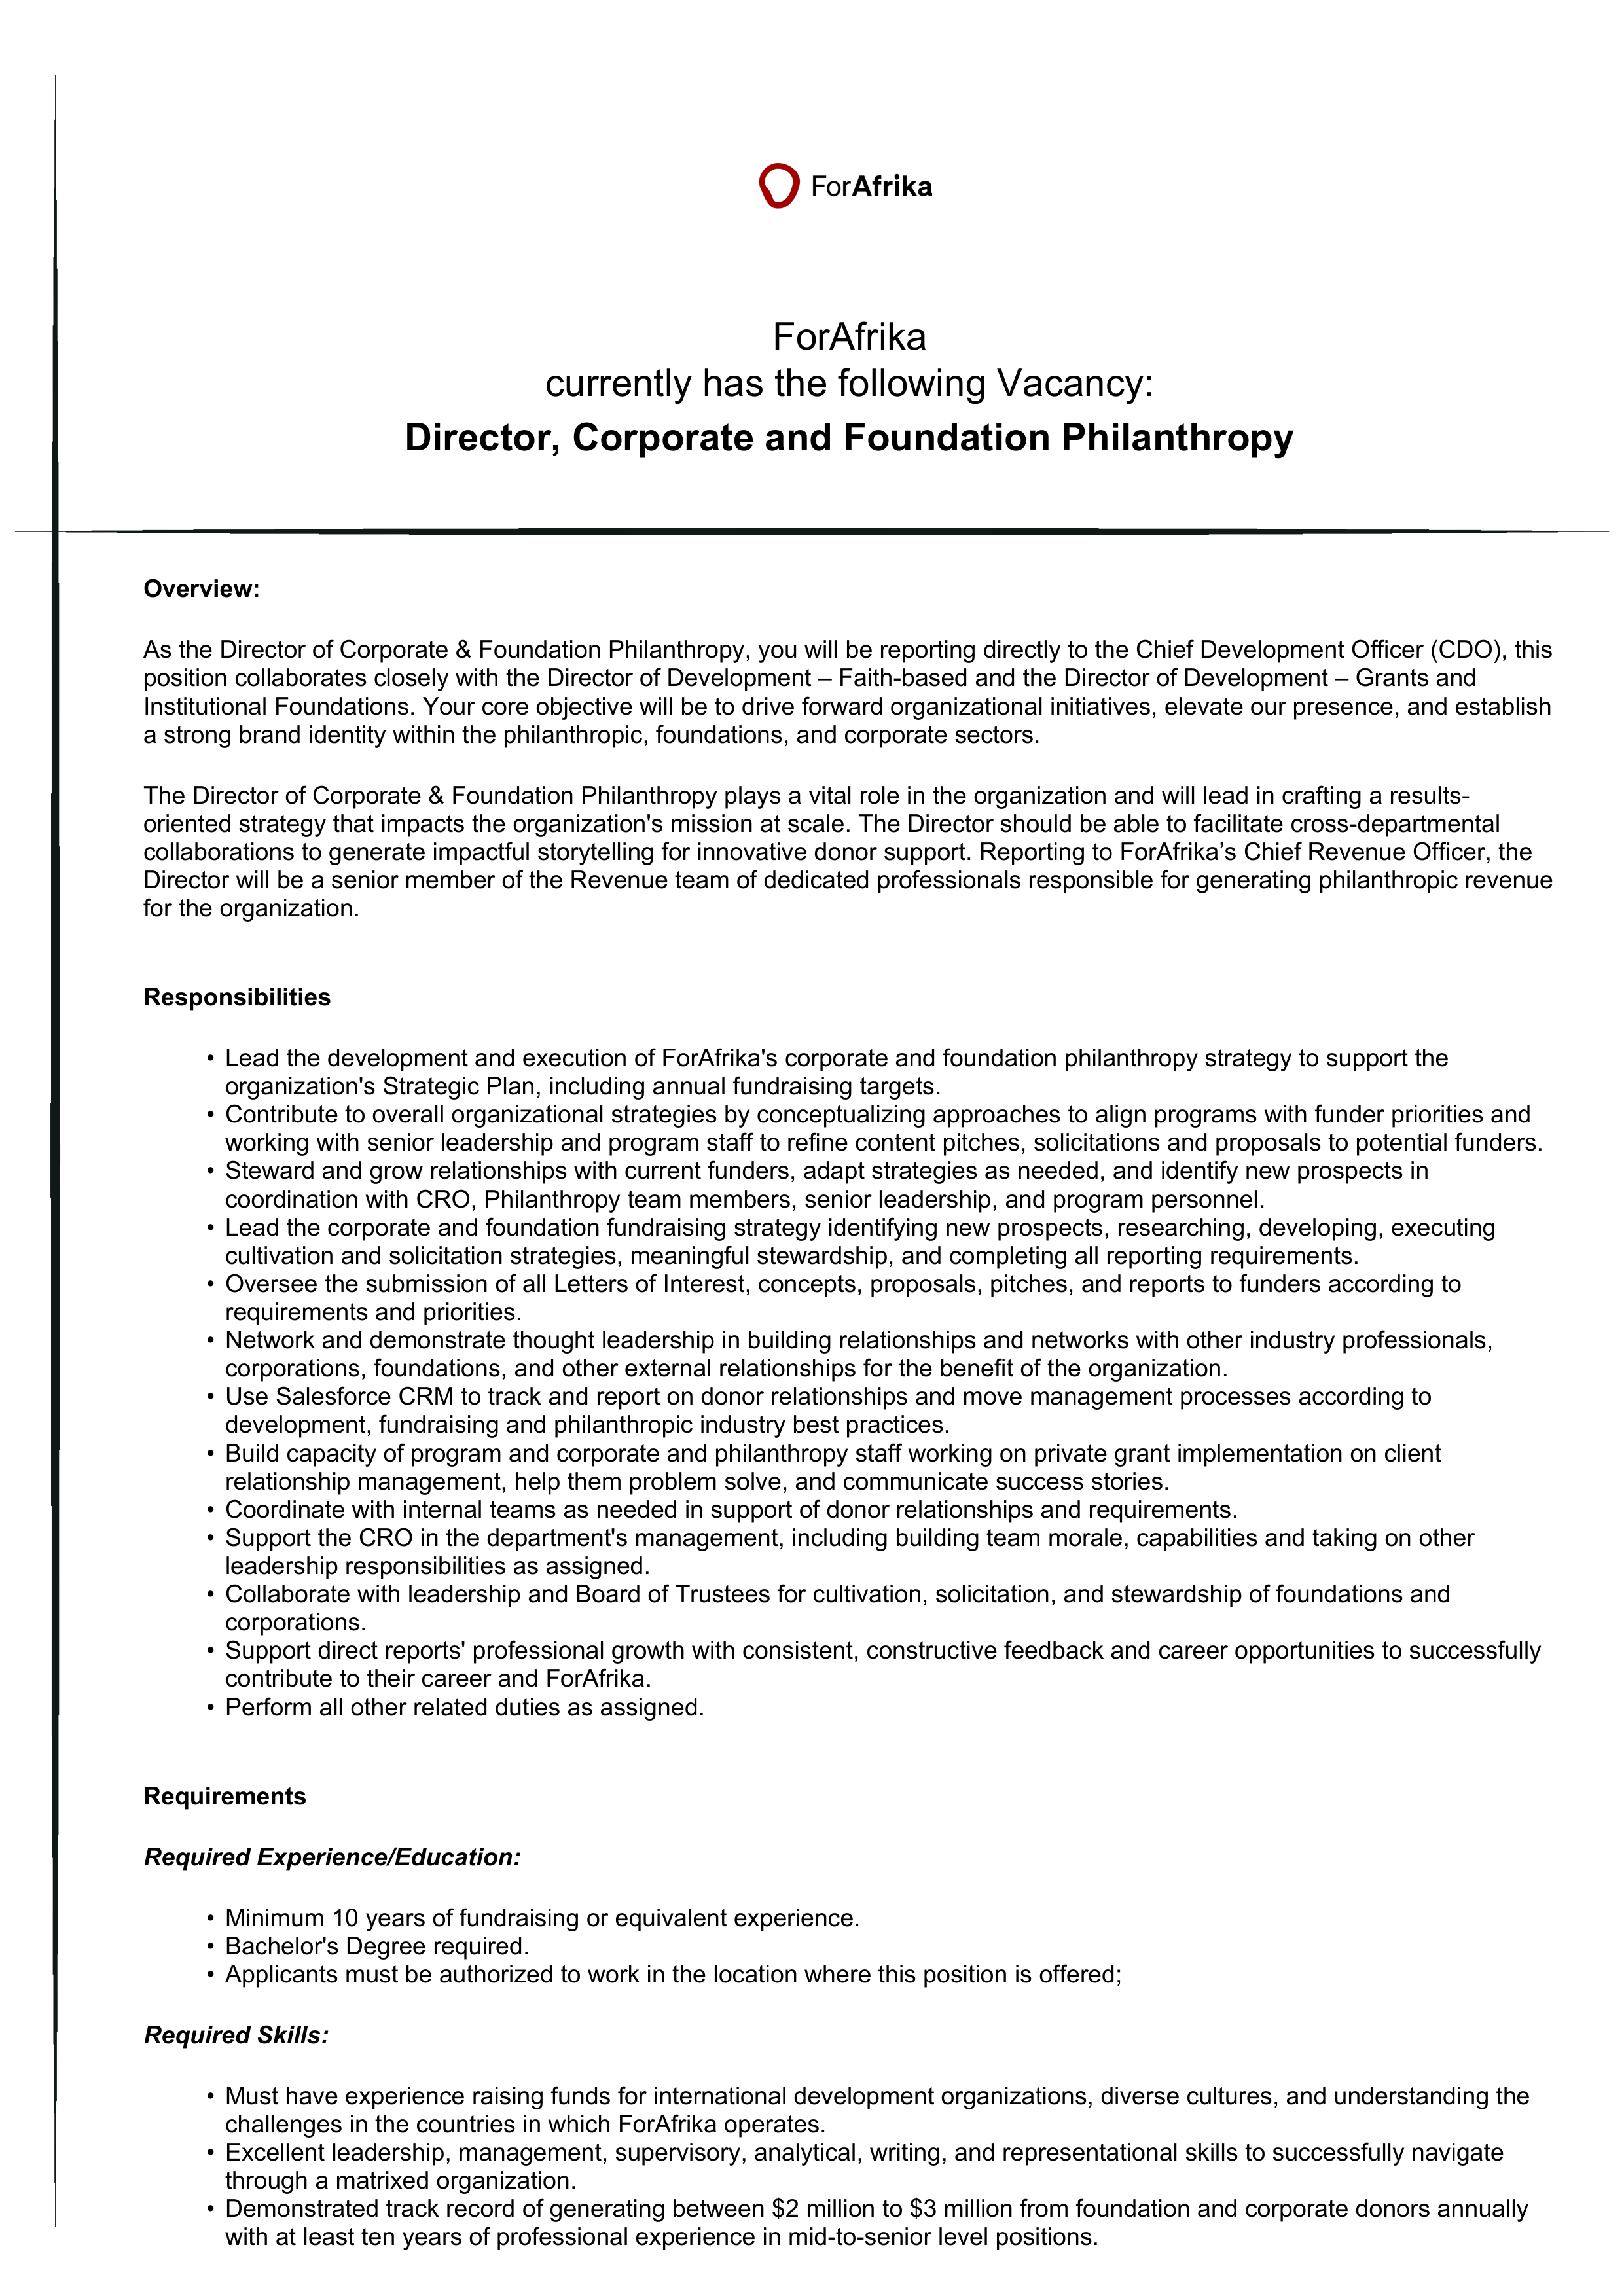 ForAfrika
ForAfrika
currently has the following Vacancy:
Director, Corporate and Foundation Philanthropy
Overview:
As the Director of Corporate & Foundation Philanthropy, you will be reporting directly to the Chief Development Officer (CDO), this
position collaborates closely with the Director of Development – Faith-based and the Director of Development – Grants and
Institutional Foundations. Your core objective will be to drive forward organizational initiatives, elevate our presence, and establish
a strong brand identity within the philanthropic, foundations, and corporate sectors.
The Director of Corporate & Foundation Philanthropy plays a vital role in the organization and will lead in crafting a results-
oriented strategy that impacts the organization's mission at scale. The Director should be able to facilitate cross-departmental
collaborations to generate impactful storytelling for innovative donor support. Reporting to ForAfrika’s Chief Revenue Officer, the
Director will be a senior member of the Revenue team of dedicated professionals responsible for generating philanthropic revenue
for the organization.
Responsibilities
• Lead the development and execution of ForAfrika's corporate and foundation philanthropy strategy to support the
organization's Strategic Plan, including annual fundraising targets.
• Contribute to overall organizational strategies by conceptualizing approaches to align programs with funder priorities and
working with senior leadership and program staff to refine content pitches, solicitations and proposals to potential funders.
• Steward and grow relationships with current funders, adapt strategies as needed, and identify new prospects in
coordination with CRO, Philanthropy team members, senior leadership, and program personnel.
• Lead the corporate and foundation fundraising strategy identifying new prospects, researching, developing, executing
cultivation and solicitation strategies, meaningful stewardship, and completing all reporting requirements.
• Oversee the submission of all Letters of Interest, concepts, proposals, pitches, and reports to funders according to
requirements and priorities.
• Network and demonstrate thought leadership in building relationships and networks with other industry professionals,
corporations, foundations, and other external relationships for the benefit of the organization.
• Use Salesforce CRM to track and report on donor relationships and move management processes according to
development, fundraising and philanthropic industry best practices.
• Build capacity of program and corporate and philanthropy staff working on private grant implementation on client
relationship management, help them problem solve, and communicate success stories.
• Coordinate with internal teams as needed in support of donor relationships and requirements.
• Support the CRO in the department's management, including building team morale, capabilities and taking on other
leadership responsibilities as assigned.
• Collaborate with leadership and Board of Trustees for cultivation, solicitation, and stewardship of foundations and
corporations.
• Support direct reports' professional growth with consistent, constructive feedback and career opportunities to successfully
contribute to their career and ForAfrika.
• Perform all other related duties as assigned.
Requirements
Required Experience/Education:
• Minimum 10 years of fundraising or equivalent experience.
• Bachelor's Degree required.
• Applicants must be authorized to work in the location where this position is offered;
Required Skills:
• Must have experience raising funds for international development organizations, diverse cultures, and understanding the
challenges in the countries in which ForAfrika operates.
• Excellent leadership, management, supervisory, analytical, writing, and representational skills to successfully navigate
through a matrixed organization.
• Demonstrated track record of generating between $2 million to $3 million from foundation and corporate donors annually
with at least ten years of professional experience in mid-to-senior level positions.